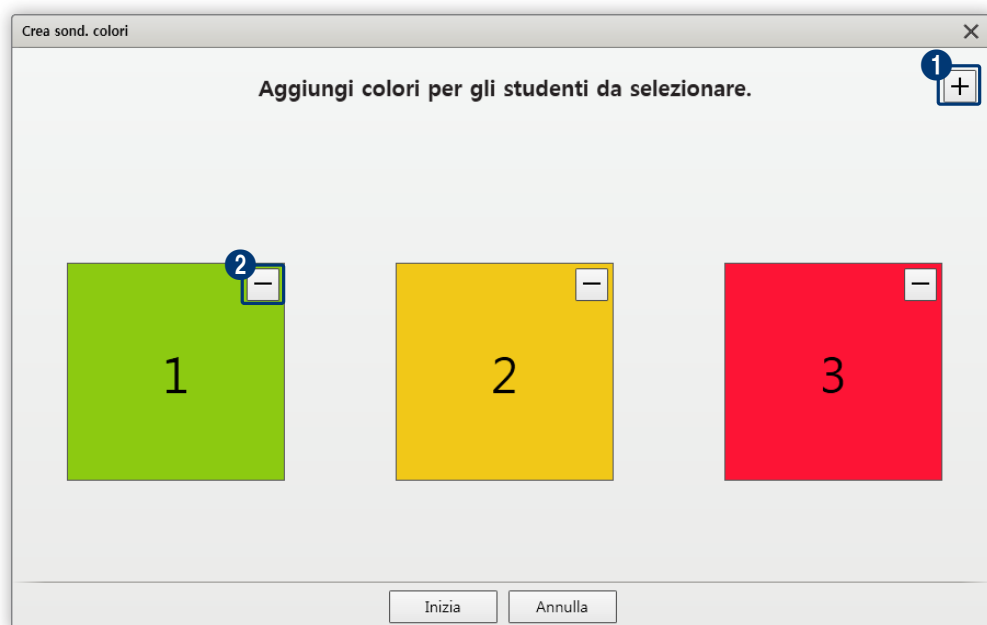 Crea sond. colori
1
Aggiungi colori per gli studenti da selezionare.
2
1
2
3
Inizia
Annulla